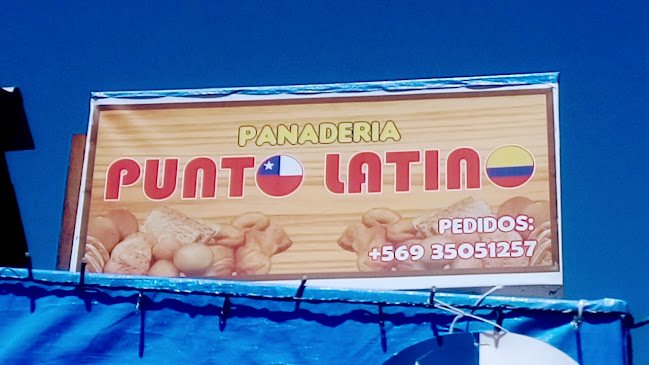 PANADERIA
PUNTO LATINO
PEDIDOS:
+569 35051257